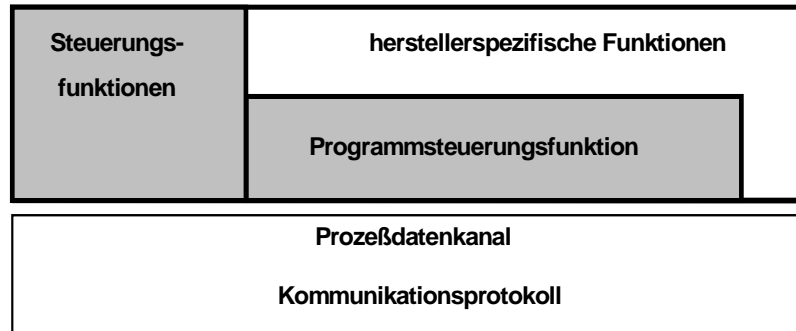 Steuerungs-
funktionen
herstellerspezifische Funktionen
Programmsteuerungsfunktion
Prozeßdatenkanal
Kommunikationsprotokoll